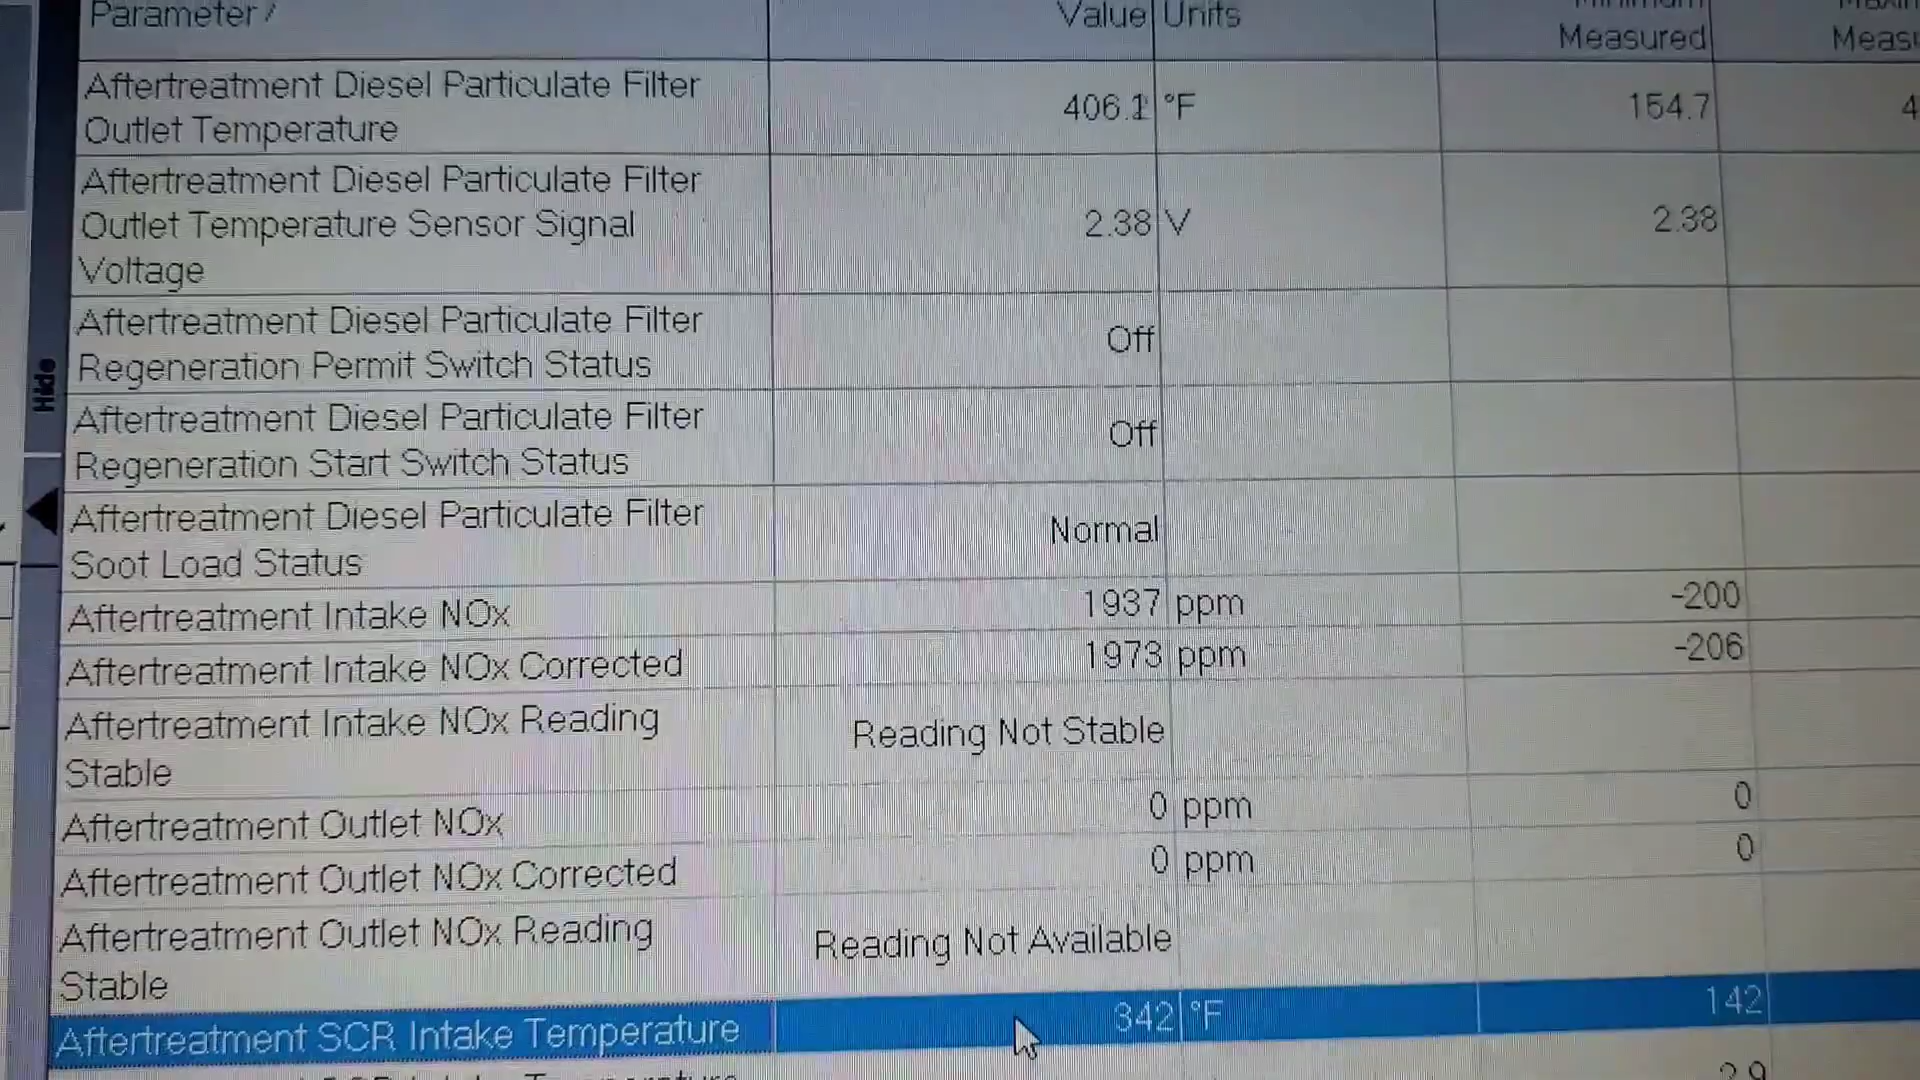 Parameter /
Value Units
Minimum
Measured
Aftertreatment Diesel Particulate Filter
Outlet Temperature
406.1 °F
154.7
4
Aftertreatment Diesel Particulate Filter
Outlet Temperature Sensor Signal
Voltage
2.38 V
2.38
Aftertreatment Diesel Particulate Filter
Regeneration Permit Switch Status
Off
Aftertreatment Diesel Particulate Filter
Regeneration Start Switch Status
Off
Aftertreatment Diesel Particulate Filter
Soot Load Status
Normal
Aftertreatment Intake NOx
1937 ppm
-200
Aftertreatment Intake NOx Corrected
1973 ppm
-206
Aftertreatment Intake NOx Reading
Stable
Reading Not Stable
Aftertreatment Outlet NOx
0 ppm
0
Aftertreatment Outlet NOx Corrected
0 ppm
0
Aftertreatment Outlet NOx Reading
Stable
Reading Not Available
Aftertreatment SCR Intake Temperature
342 °F
142
2.9
Hide